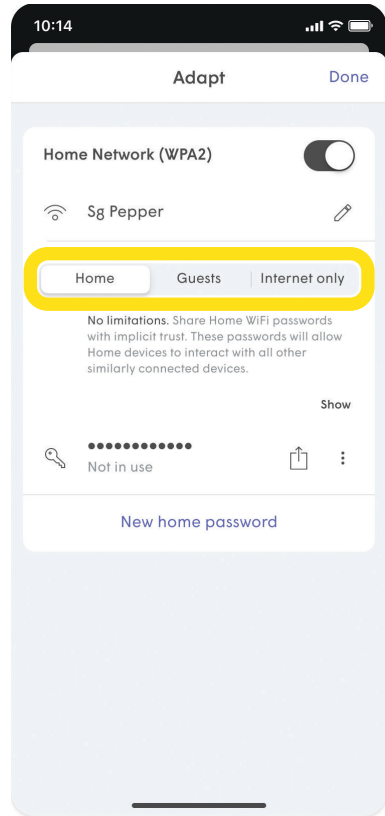 10:14
Adapt
Done
Home Network (WPA2)
Sg Pepper
Home
Guests
Internet only
No limitations. Share Home WiFi passwords
with implicit trust. These passwords will allow
Home devices to interact with all other
similarly connected devices.
Show
••••••••••••
Not in use
New home password